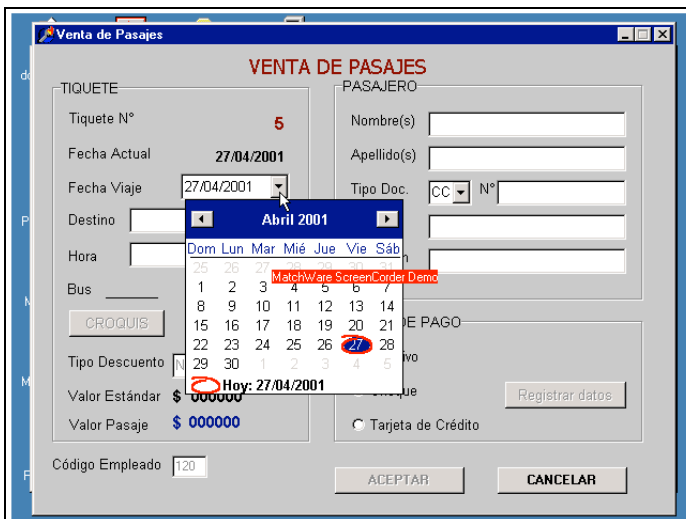 Venta de Pasajes
VENTA DE PASAJES
TIQUETE
Tiquete N° 5
Fecha Actual 27/04/2001
Fecha Viaje 27/04/2001
Destino
Hora
Bus
CROQUIS
Tipo Descuento N
Valor Estándar $ 000000
Valor Pasaje $ 000000
Código Empleado 120
Abril 2001
Dom Lun Mar Mié Jue Vie Sáb
25 26 27 28 29 30 31
MatchWare ScreenCorder Demo
1 2 3 4 5 6 7
8 9 10 11 12 13 14
15 16 17 18 19 20 21
22 23 24 25 26 27 28
29 30 1 2 3 4 5
Hoy: 27/04/2001
PASAJERO
Nombre(s)
Apellido(s)
Tipo Doc. CC N°
E PAGO
Registrar datos
Tarjeta de Crédito
ACEPTAR
CANCELAR